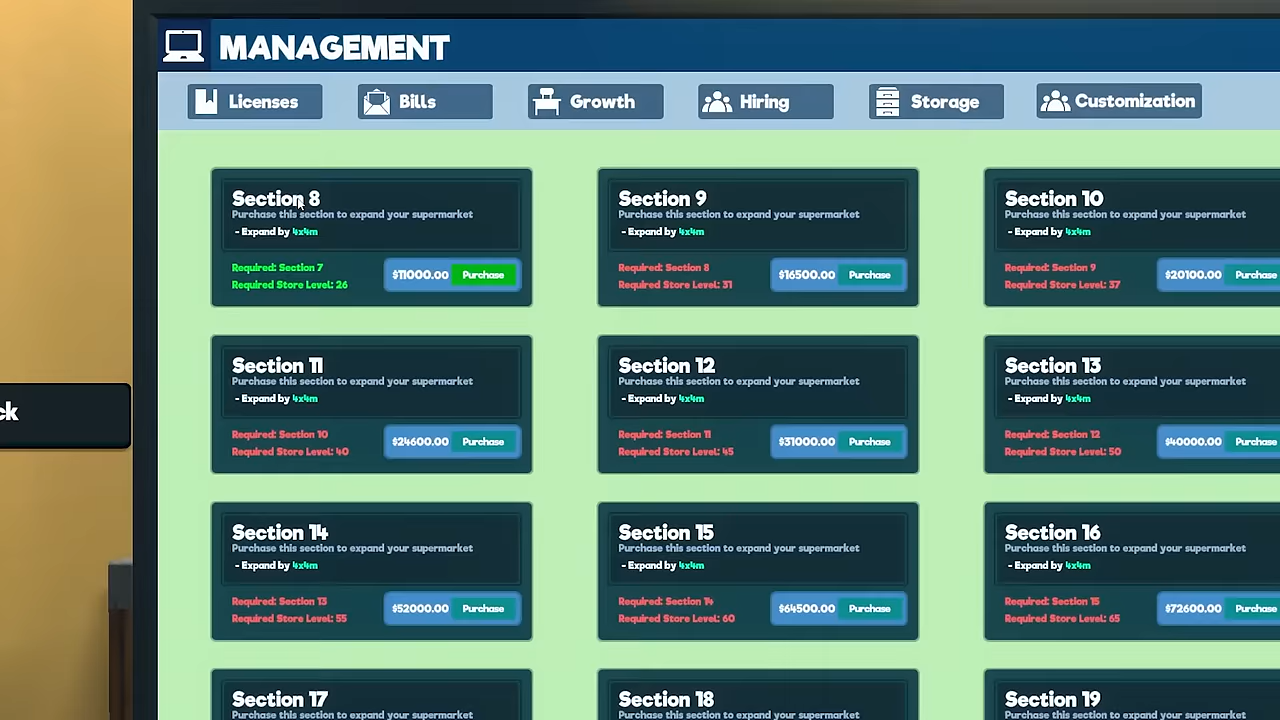 MANAGEMENT
Licenses
Bills
Growth
Hiring
Storage
Customization
Section 8
Purchase this section to expand your supermarket
- Expand by 4x4m
Required: Section 7
Required Store Level: 26
$11000.00 Purchase
Section 9
Purchase this section to expand your supermarket
- Expand by 4x4m
Required: Section 8
Required Store Level: 31
$16500.00 Purchase
Section 10
Purchase this section to expand your supermarket
- Expand by 4x4m
Required: Section 9
Required Store Level: 37
$20100.00 Purchase
ck
Section 11
Purchase this section to expand your supermarket
- Expand by 4x4m
Required: Section 10
Required Store Level: 40
$24600.00 Purchase
Section 12
Purchase this section to expand your supermarket
- Expand by 4x4m
Required: Section 11
Required Store Level: 45
$31000.00 Purchase
Section 13
Purchase this section to expand your supermarket
- Expand by 4x4m
Required: Section 12
Required Store Level: 50
$40000.00 Purchase
Section 14
Purchase this section to expand your supermarket
- Expand by 4x4m
Required: Section 13
Required Store Level: 55
$52000.00 Purchase
Section 15
Purchase this section to expand your supermarket
- Expand by 4x4m
Required: Section 14
Required Store Level: 60
$64500.00 Purchase
Section 16
Purchase this section to expand your supermarket
- Expand by 4x4m
Required: Section 15
Required Store Level: 65
$72600.00 Purchase
Section 17
Purchase this section to expand your supermarket
Section 18
Purchase this section to expand your supermarket
Section 19
Purchase this section to expand your supermarket